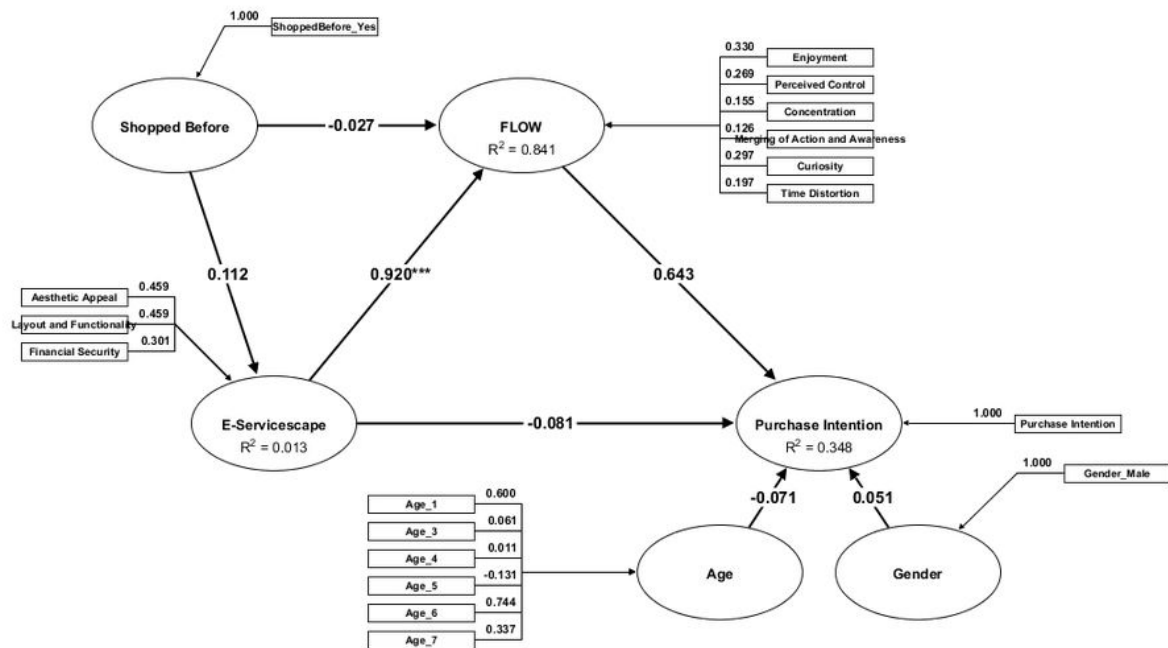 1.000
ShoppedBefore_Yes
Shopped Before
-0.027
FLOW
R² = 0.841
0.330
Enjoyment
0.269
Perceived Control
0.155
Concentration
0.126
Merging of Action and Awareness
0.297
Curiosity
0.197
Time Distortion
0.112
0.920***
0.643
0.459
Aesthetic Appeal
0.459
Layout and Functionality
0.301
Financial Security
E-Servicescape
R² = 0.013
-0.081
Purchase Intention
R² = 0.348
1.000
Purchase Intention
1.000
Gender_Male
-0.071
0.051
0.600
Age_1
0.061
Age_3
0.011
Age_4
-0.131
Age_5
0.744
Age_6
0.337
Age_7
Age
Gender